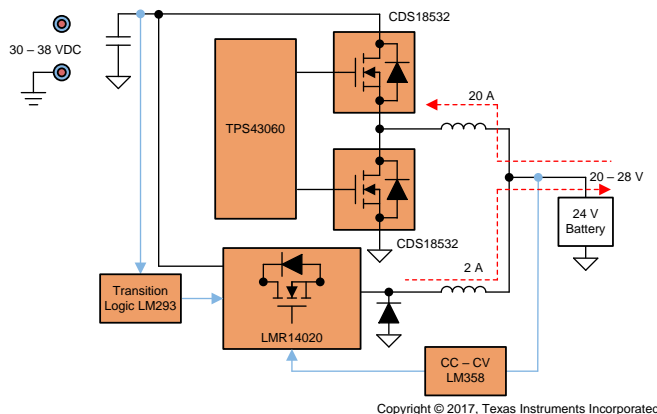 CDS18532
30 – 38 VDC
TPS43060
20 A
20 – 28 V
24 V
Battery
CDS18532
2 A
Transition
Logic LM293
LMR14020
CC – CV
LM358
Copyright © 2017, Texas Instruments Incorporated